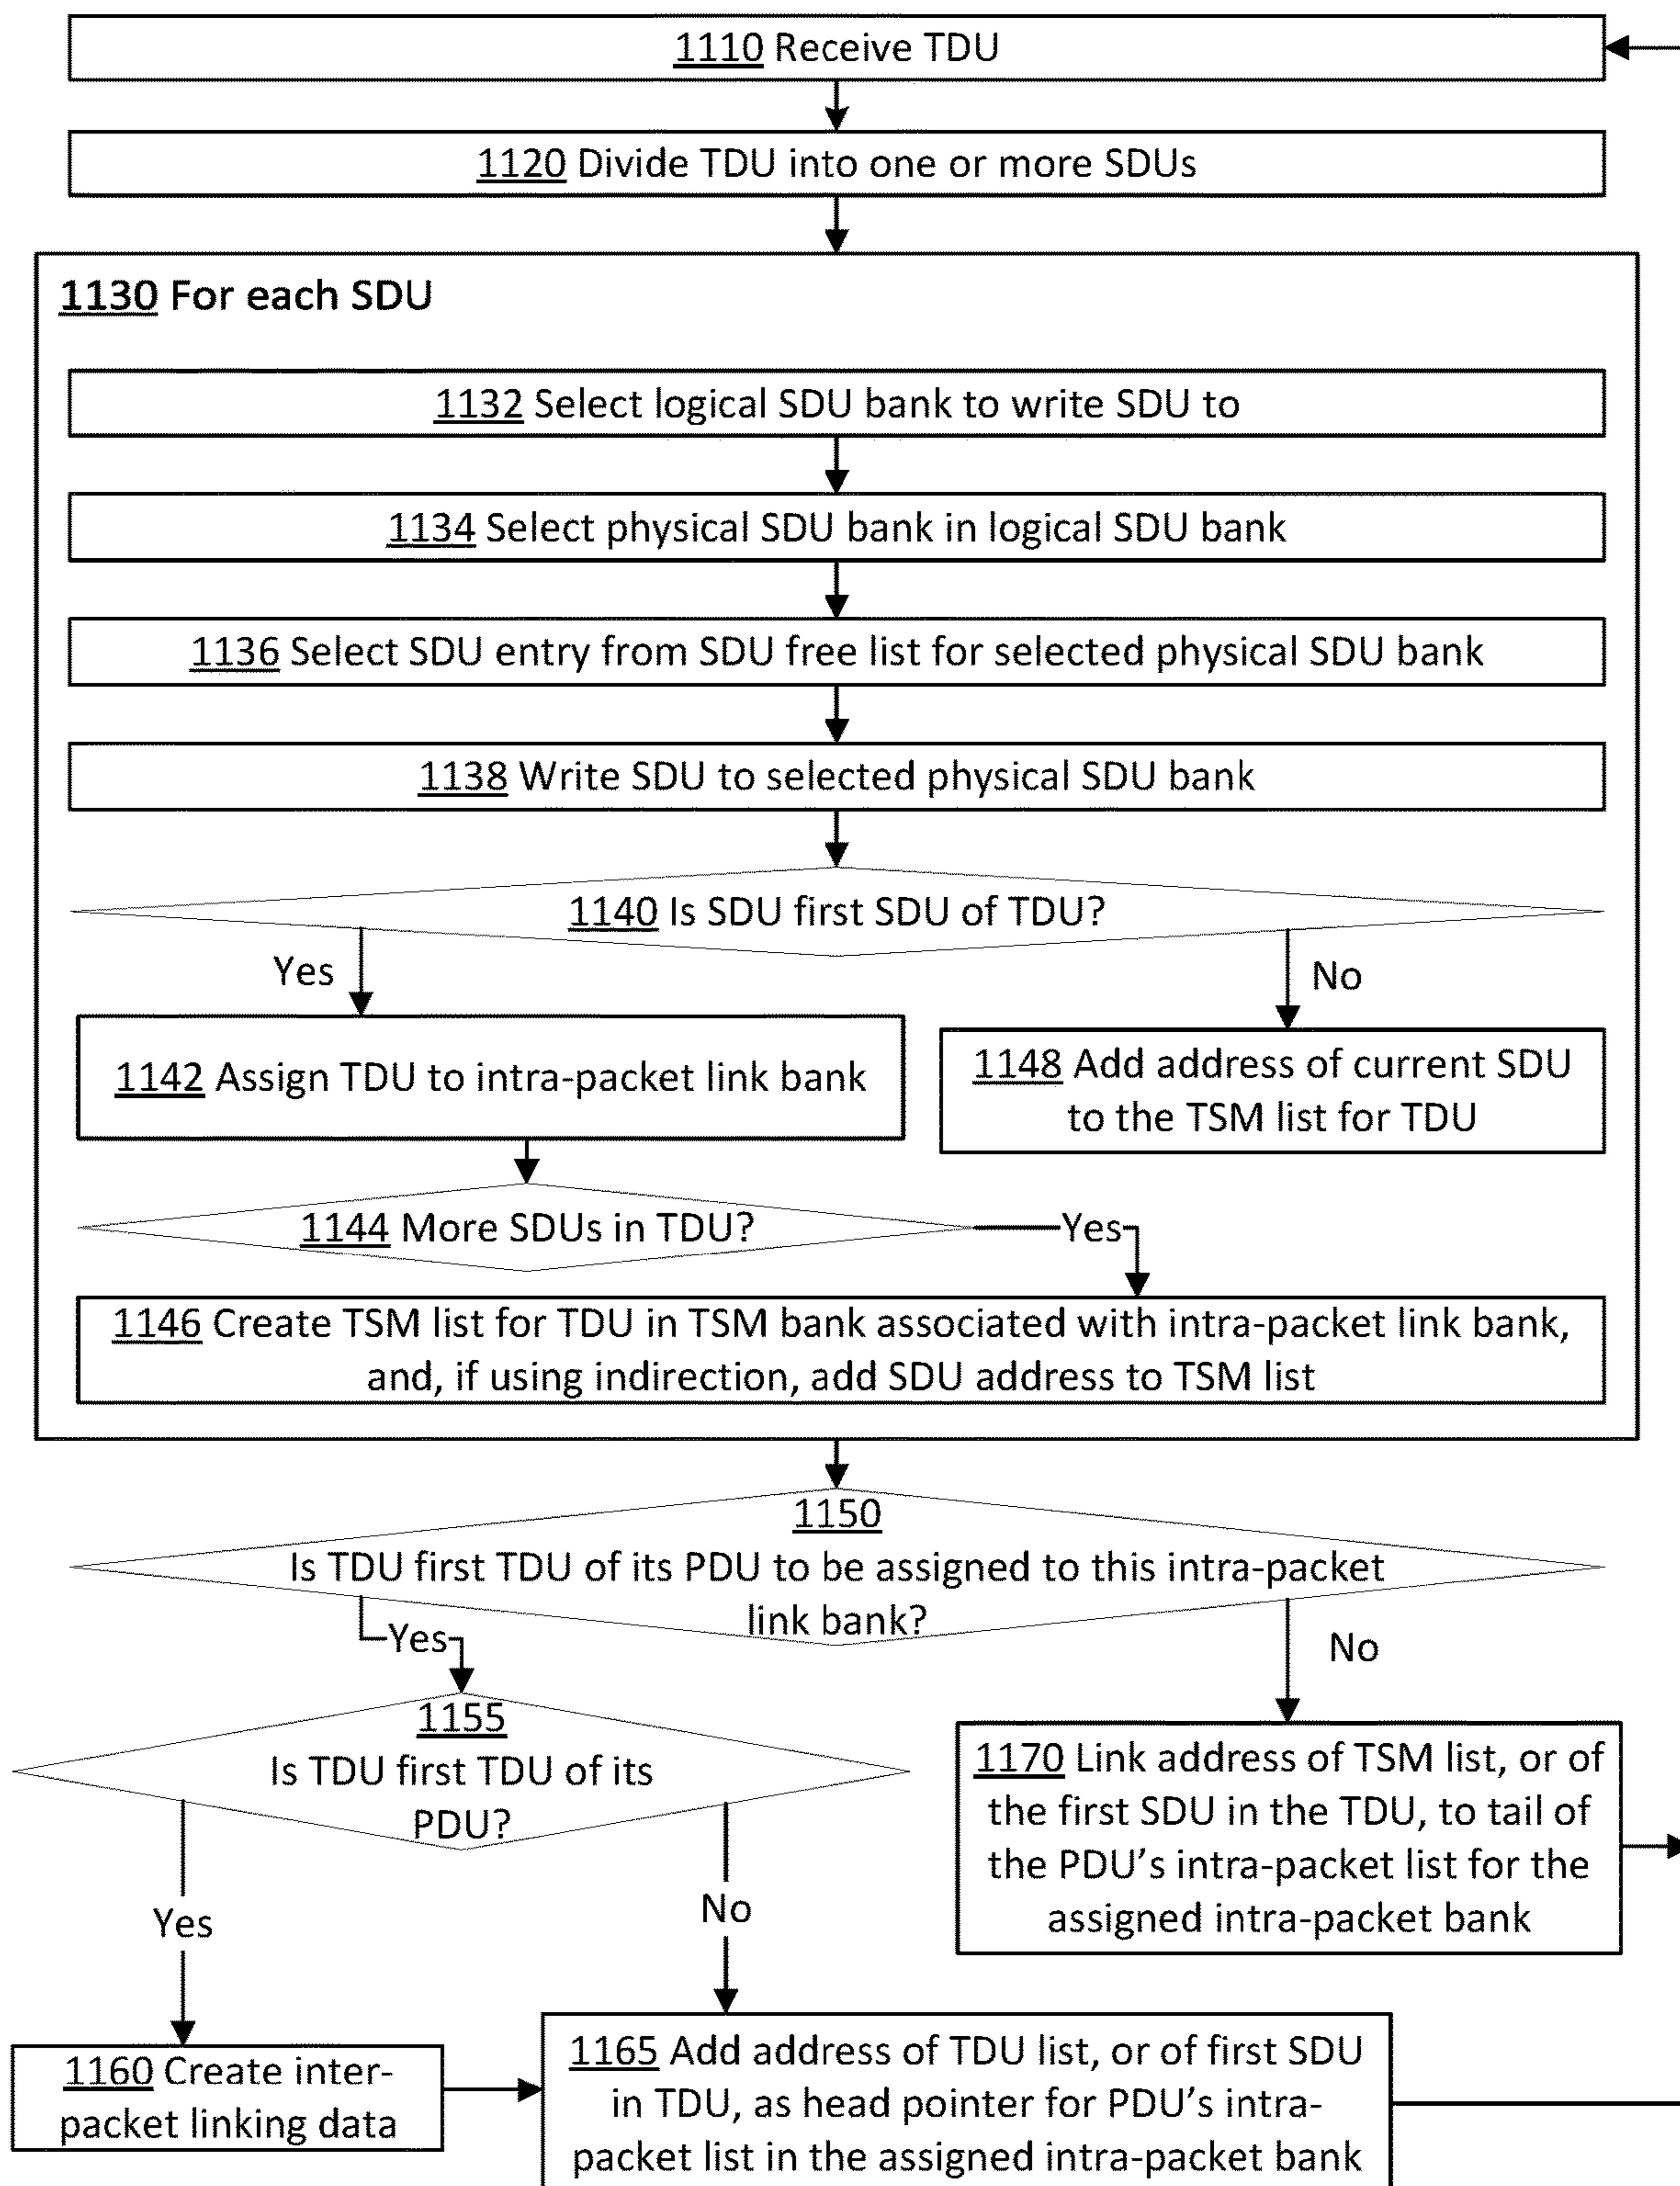 1110 Receive TDU
1120 Divide TDU into one or more SDUs
1130 For each SDU
1132 Select logical SDU bank to write SDU to
1134 Select physical SDU bank in logical SDU bank
1136 Select SDU entry from SDU free list for selected physical SDU bank
1138 Write SDU to selected physical SDU bank
1140 Is SDU first SDU of TDU?
Yes
No
1142 Assign TDU to intra-packet link bank
1148 Add address of current SDU
to the TSM list for TDU
1144 More SDUs in TDU?
Yes
1146 Create TSM list for TDU in TSM bank associated with intra-packet link bank,
and, if using indirection, add SDU address to TSM list
1150
Is TDU first TDU of its PDU to be assigned to this intra-packet
link bank?
Yes
No
1155
Is TDU first TDU of its
PDU?
1170 Link address of TSM list, or of
the first SDU in the TDU, to tail of
the PDU's intra-packet list for the
assigned intra-packet bank
Yes
No
1160 Create inter-
packet linking data
1165 Add address of TDU list, or of first SDU
in TDU, as head pointer for PDU's intra-
packet list in the assigned intra-packet bank